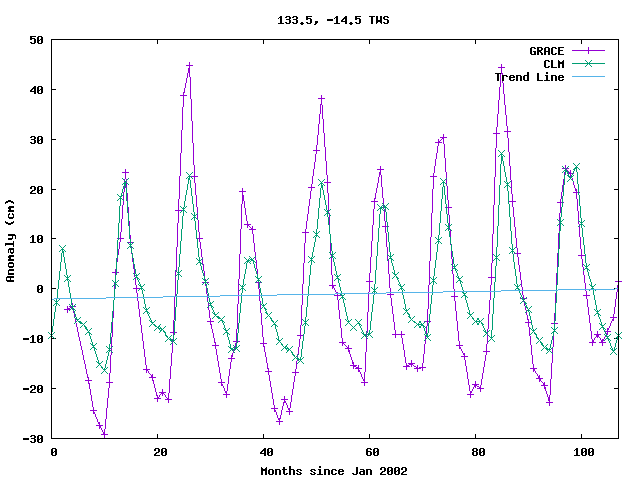 133.5, -14.5 TWS
GRACE
CLM
Trend Line
50
40
30
20
10
0
-10
-20
-30
Anomaly (cm)
0 20 40 60 80 100
Months since Jan 2002